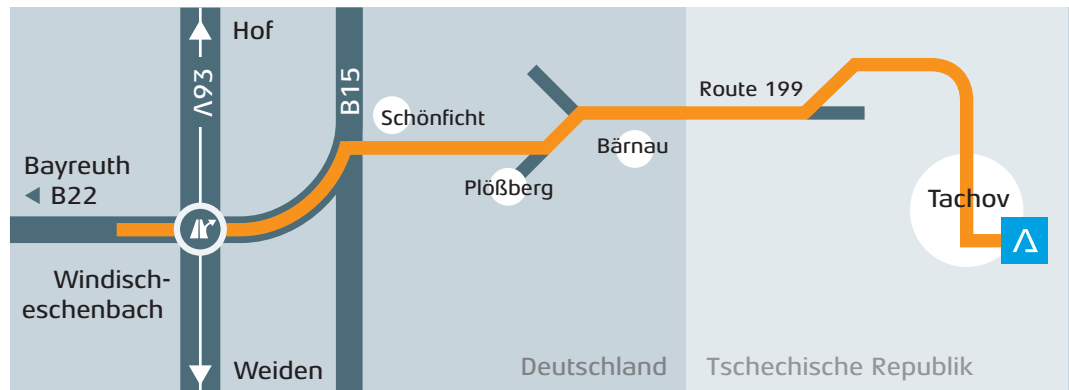 Hof
A93
B15
Schönficht
Route 199
Bärnau
Plößberg
Bayreuth
B22
Tachov
Windisch-
eschenbach
Weiden
Deutschland
Tschechische Republik